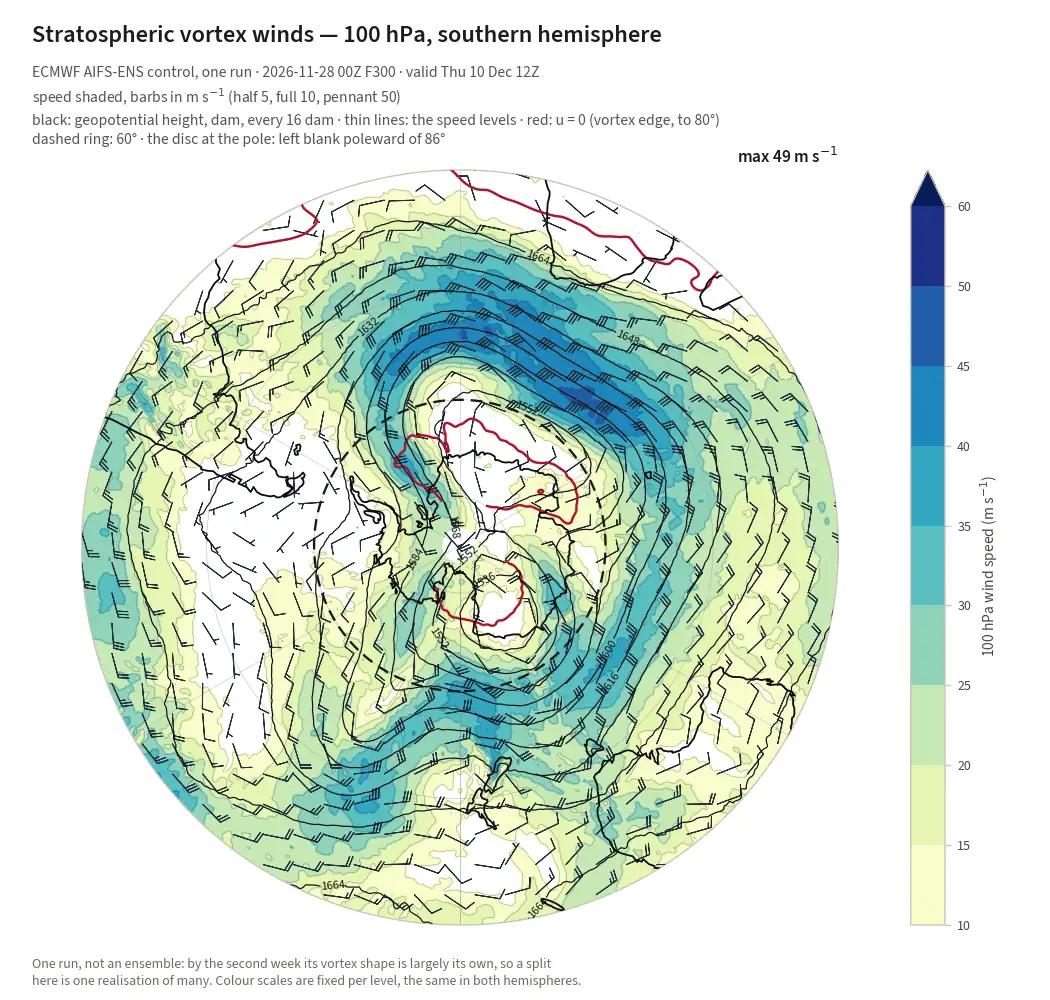 Stratospheric vortex winds — 100 hPa, southern hemisphere
ECMWF AIFS-ENS control, one run · 2026-11-28 00Z F300 · valid Thu 10 Dec 12Z
speed shaded, barbs in m s⁻¹ (half 5, full 10, pennant 50)
black: geopotential height, dam, every 16 dam · thin lines: the speed levels · red: u = 0 (vortex edge, to 80°)
dashed ring: 60° · the disc at the pole: left blank poleward of 86°
max 49 m s⁻¹
60
50
45
40
35
30
25
20
15
10
100 hPa wind speed (m s⁻¹)
1664
1632
1648
1584
1536
1600
1616
1664
One run, not an ensemble: by the second week its vortex shape is largely its own, so a split
here is one realisation of many. Colour scales are fixed per level, the same in both hemispheres.